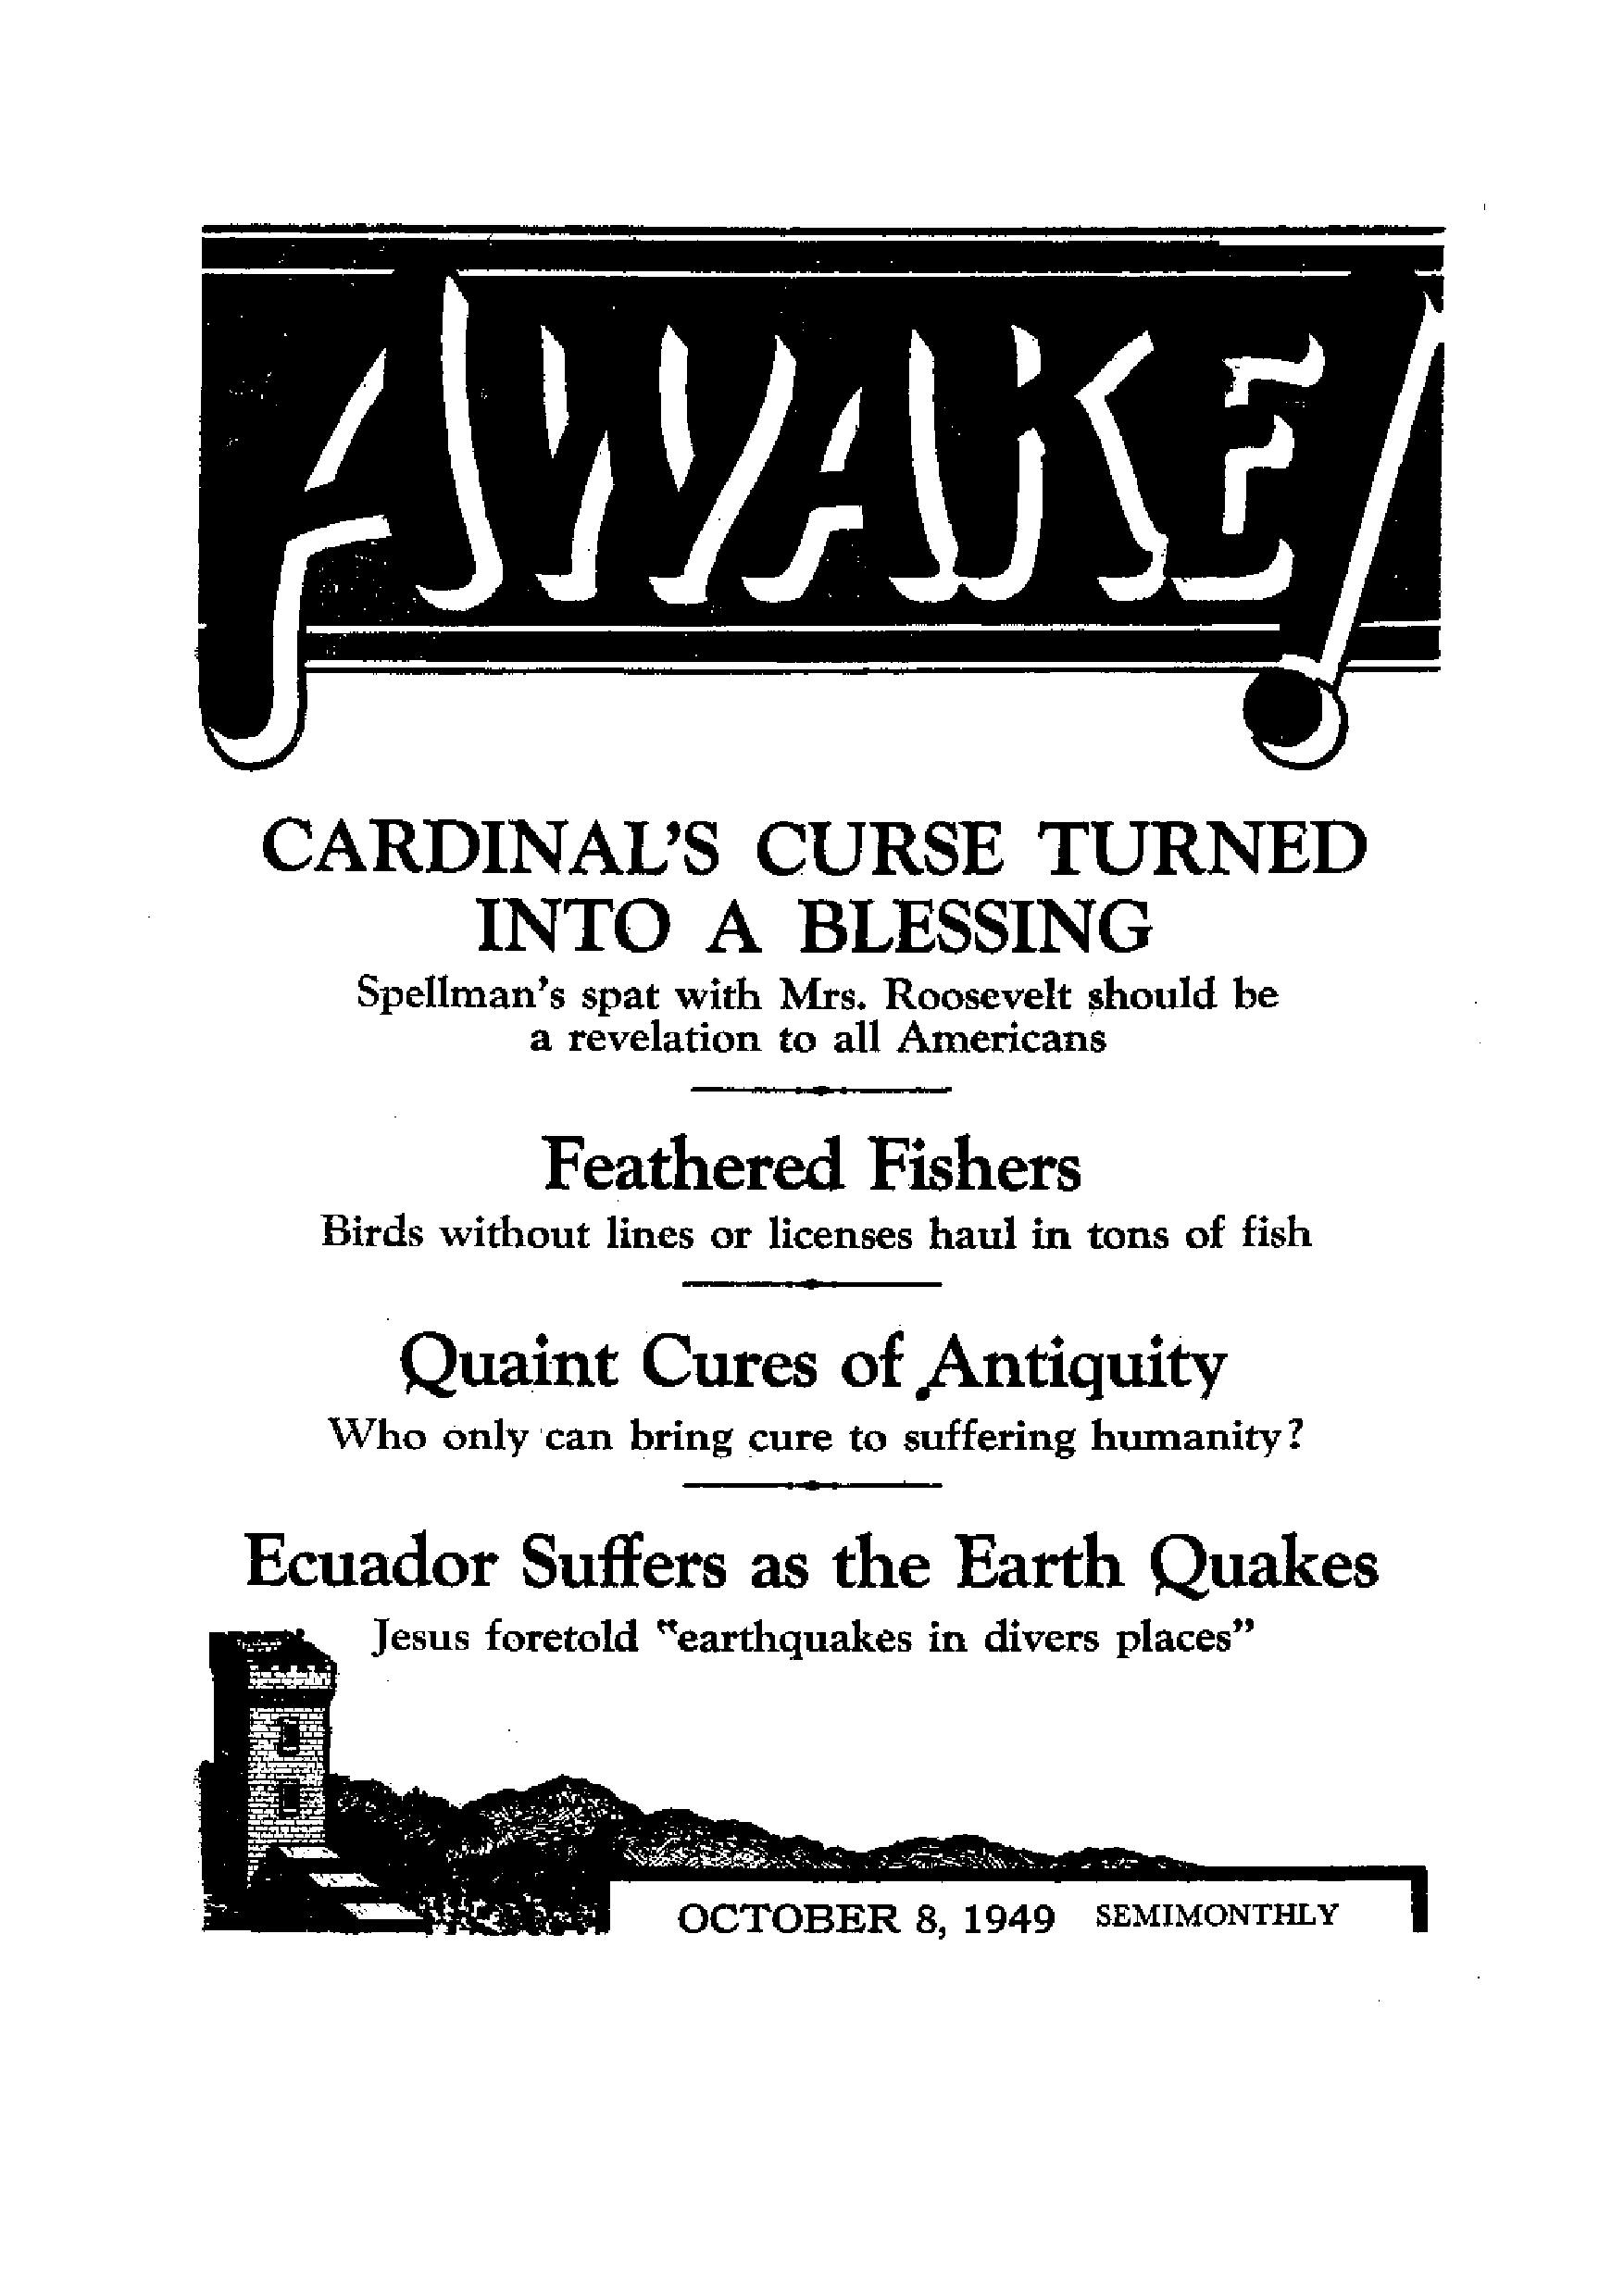 AWAKE!
CARDINAL'S CURSE TURNED
INTO A BLESSING
Spellman's spat with Mrs. Roosevelt should be
a revelation to all Americans
Feathered Fishers
Birds without lines or licenses haul in tons of fish
Quaint Cures of Antiquity
Who only can bring cure to suffering humanity?
Ecuador Suffers as the Earth Quakes
Jesus foretold "earthquakes in divers places"
OCTOBER 8, 1949 SEMIMONTHLY